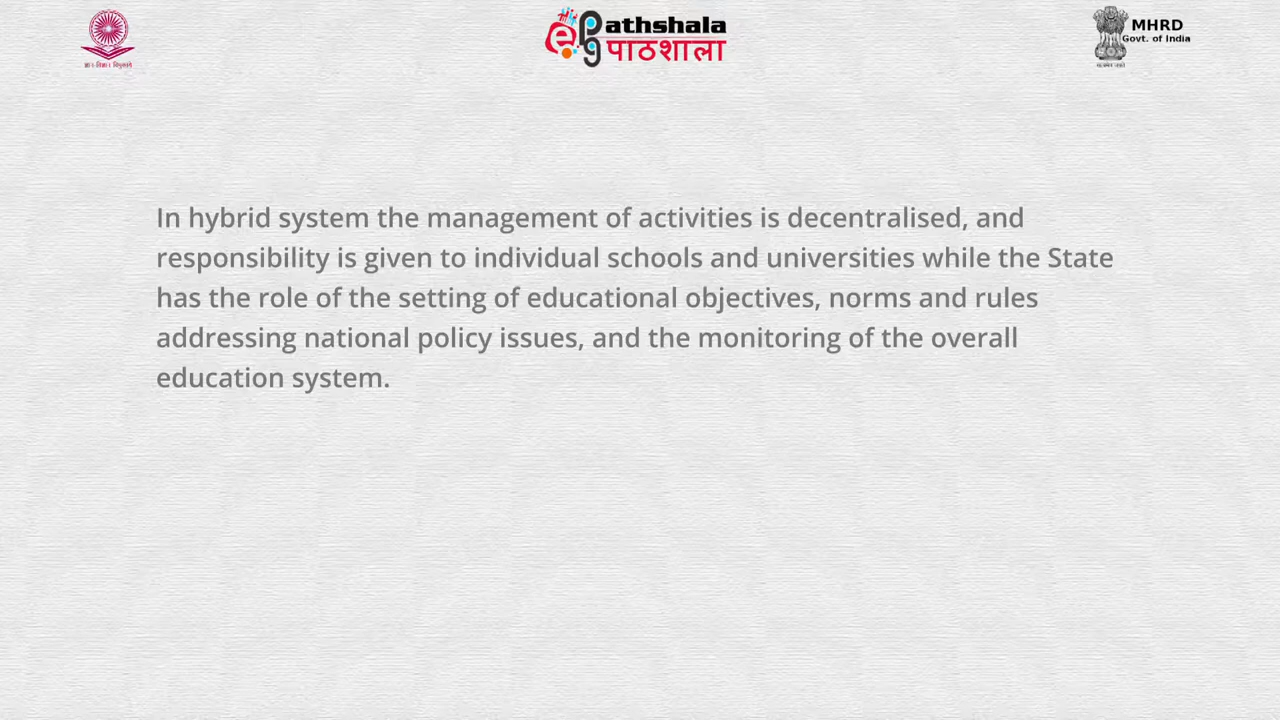 ePathshala
पाठशाला
MHRD
Govt. of India
In hybrid system the management of activities is decentralised, and
responsibility is given to individual schools and universities while the State
has the role of the setting of educational objectives, norms and rules
addressing national policy issues, and the monitoring of the overall
education system.